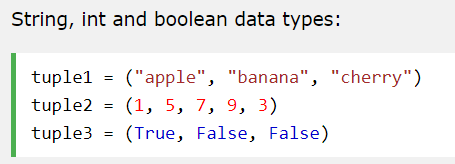 String, int and boolean data types:
tuple1 = ("apple", "banana", "cherry")
tuple2 = (1, 5, 7, 9, 3)
tuple3 = (True, False, False)